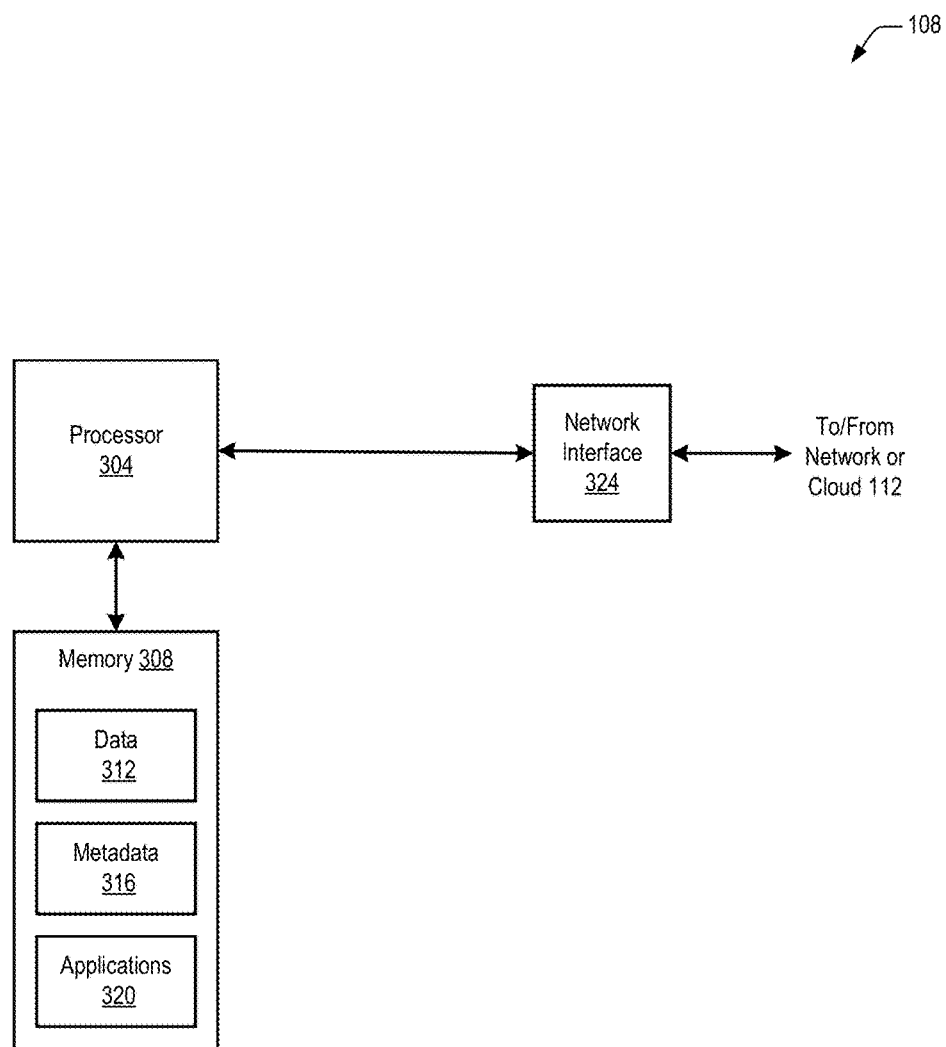 108
Processor
304
Network
Interface
324
To/From
Network or
Cloud 112
Memory 308
Data
312
Metadata
316
Applications
320